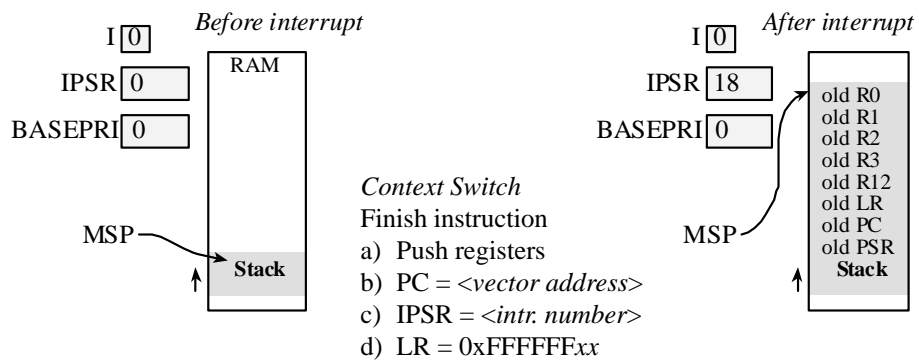 Before interrupt
I 0
IPSR 0
BASEPRI 0
RAM
MSP
Stack
Context Switch
Finish instruction
a) Push registers
b) PC = <vector address>
c) IPSR = <intr. number>
d) LR = 0xFFFFFFxx
After interrupt
I 0
IPSR 18
BASEPRI 0
MSP
old R0
old R1
old R2
old R3
old R12
old LR
old PC
old PSR
Stack